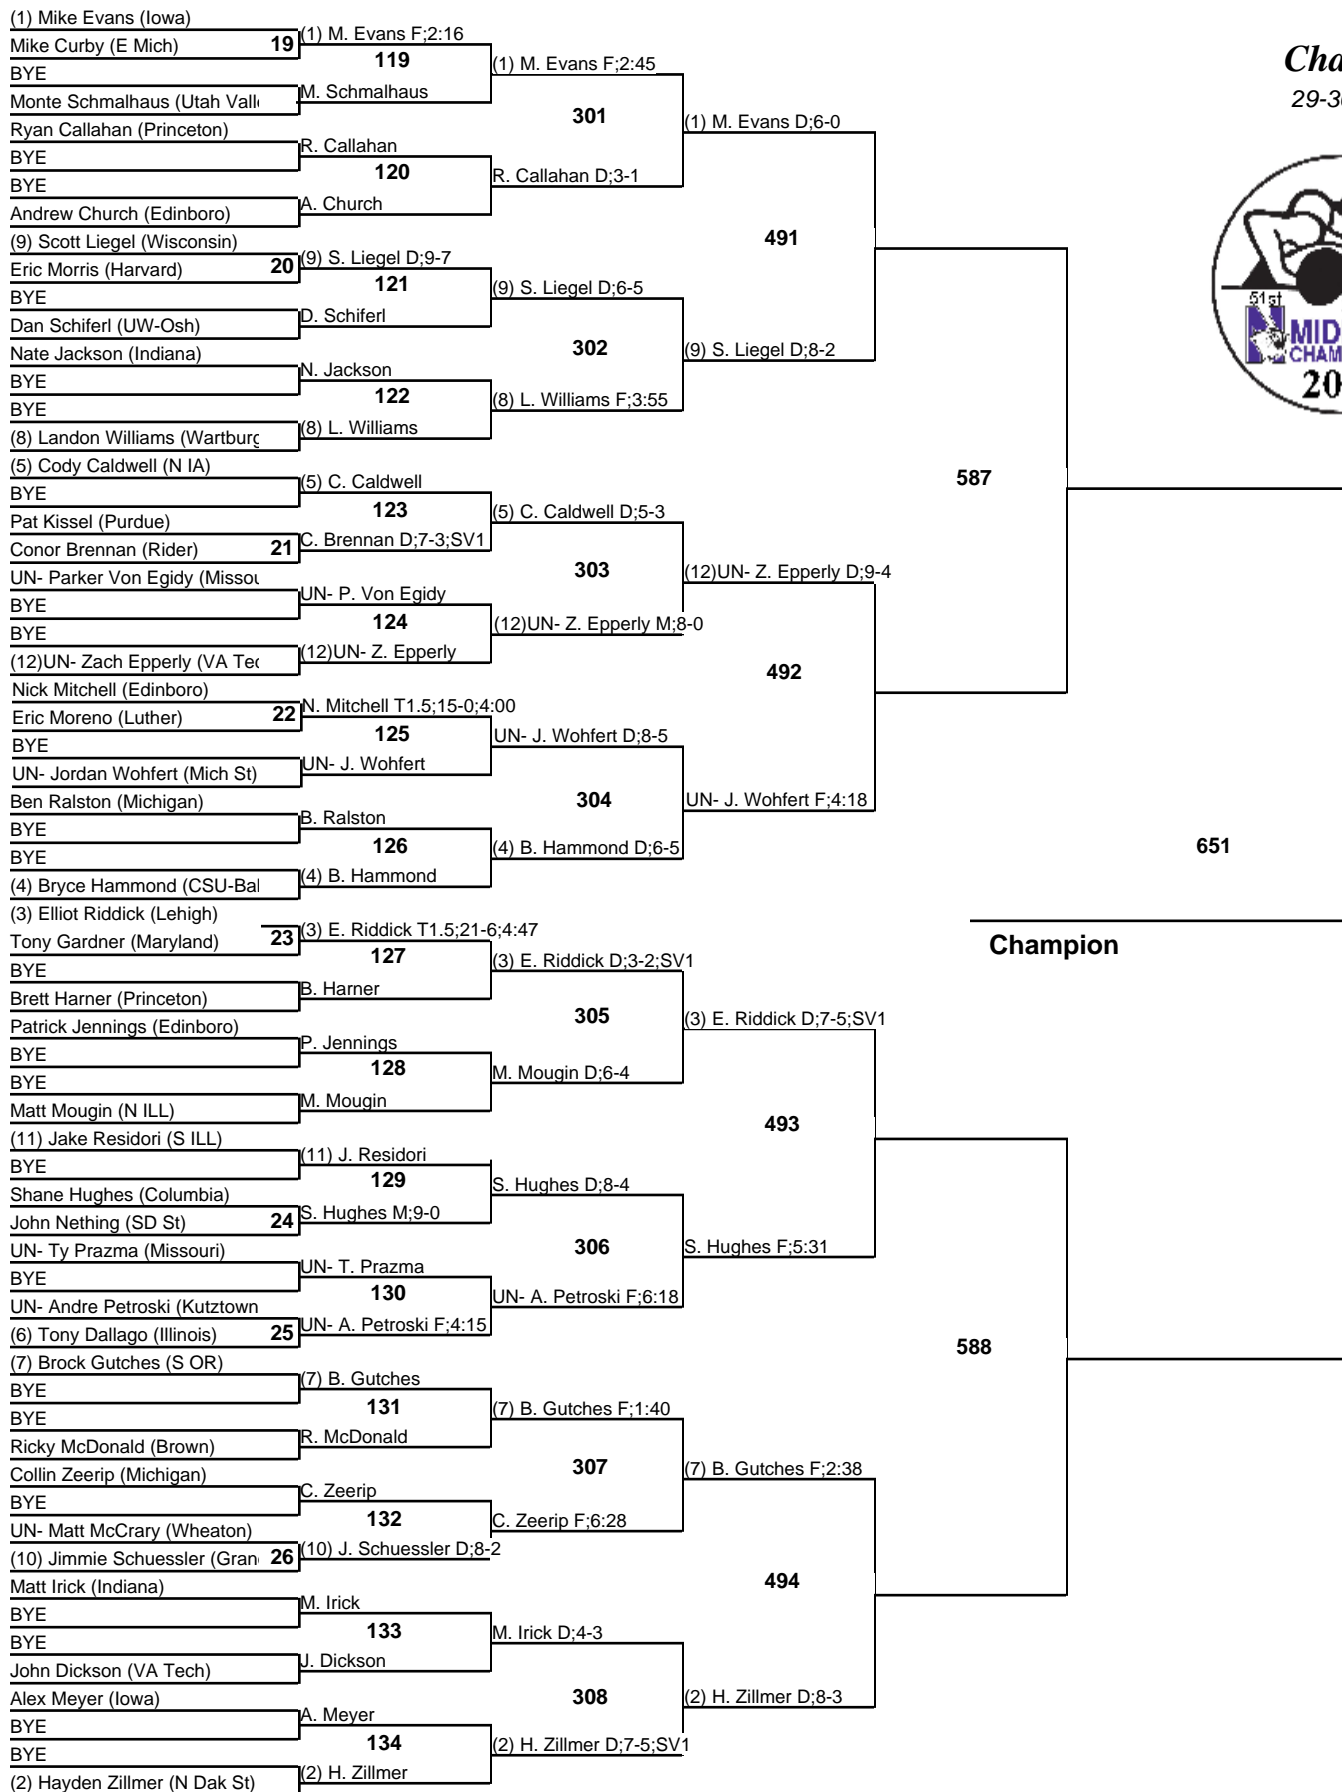 (1) Mike Evans (Iowa)
Mike Curby (E Mich) 19
BYE
Monte Schmalhaus (Utah Vall
Ryan Callahan (Princeton)
BYE
BYE
Andrew Church (Edinboro)
(9) Scott Liegel (Wisconsin)
Eric Morris (Harvard) 20
BYE
Dan Schiferl (UW-Osh)
Nate Jackson (Indiana)
BYE
BYE
(8) Landon Williams (Wartburg
(5) Cody Caldwell (N IA)
BYE
Pat Kissel (Purdue)
Conor Brennan (Rider) 21
UN- Parker Von Egidy (Missou
BYE
BYE
(12)UN- Zach Epperly (VA Tec
Nick Mitchell (Edinboro)
Eric Moreno (Luther) 22
BYE
UN- Jordan Wohfert (Mich St)
Ben Ralston (Michigan)
BYE
BYE
(4) Bryce Hammond (CSU-Bal
(3) Elliot Riddick (Lehigh)
Tony Gardner (Maryland) 23
BYE
Brett Harner (Princeton)
Patrick Jennings (Edinboro)
BYE
BYE
Matt Mougin (N ILL)
(11) Jake Residori (S ILL)
BYE
Shane Hughes (Columbia)
John Nething (SD St) 24
UN- Ty Prazma (Missouri)
BYE
UN- Andre Petroski (Kutztown
(6) Tony Dallago (Illinois) 25
(7) Brock Gutches (S OR)
BYE
BYE
Ricky McDonald (Brown)
Collin Zeerip (Michigan)
BYE
UN- Matt McCrary (Wheaton)
(10) Jimmie Schuessler (Gran 26
Matt Irick (Indiana)
BYE
BYE
John Dickson (VA Tech)
Alex Meyer (Iowa)
BYE
BYE
(2) Hayden Zillmer (N Dak St)
(1) M. Evans F;2:16
119
M. Schmalhaus
R. Callahan
120
A. Church
(9) S. Liegel D;9-7
121
D. Schiferl
N. Jackson
122
(8) L. Williams
(5) C. Caldwell
123
C. Brennan D;7-3;SV1
UN- P. Von Egidy
124
(12)UN- Z. Epperly
N. Mitchell T1.5;15-0;4:00
125
UN- J. Wohfert
B. Ralston
126
(4) B. Hammond
(3) E. Riddick T1.5;21-6;4:47
127
B. Harner
P. Jennings
128
M. Mougin
(11) J. Residori
129
S. Hughes M;9-0
UN- T. Prazma
130
UN- A. Petroski F;4:15
(7) B. Gutches
131
R. McDonald
C. Zeerip
132
(10) J. Schuessler D;8-2
M. Irick
133
J. Dickson
A. Meyer
134
(2) H. Zillmer
(1) M. Evans F;2:45
301
R. Callahan D;3-1
(9) S. Liegel D;6-5
302
(8) L. Williams F;3:55
(5) C. Caldwell D;5-3
303
(12)UN- Z. Epperly M;8-0
UN- J. Wohfert D;8-5
304
(4) B. Hammond D;6-5
(3) E. Riddick D;3-2;SV1
305
M. Mougin D;6-4
S. Hughes D;8-4
306
UN- A. Petroski F;6:18
(7) B. Gutches F;1:40
307
C. Zeerip F;6:28
M. Irick D;4-3
308
(2) H. Zillmer D;7-5;SV1
(1) M. Evans D;6-0
491
(9) S. Liegel D;8-2
(12)UN- Z. Epperly D;9-4
492
UN- J. Wohfert F;4:18
(3) E. Riddick D;7-5;SV1
493
S. Hughes F;5:31
(7) B. Gutches F;2:38
494
(2) H. Zillmer D;8-3
587
588
651
Champion
Cha
29-3
51st
N MID
CHAM
20